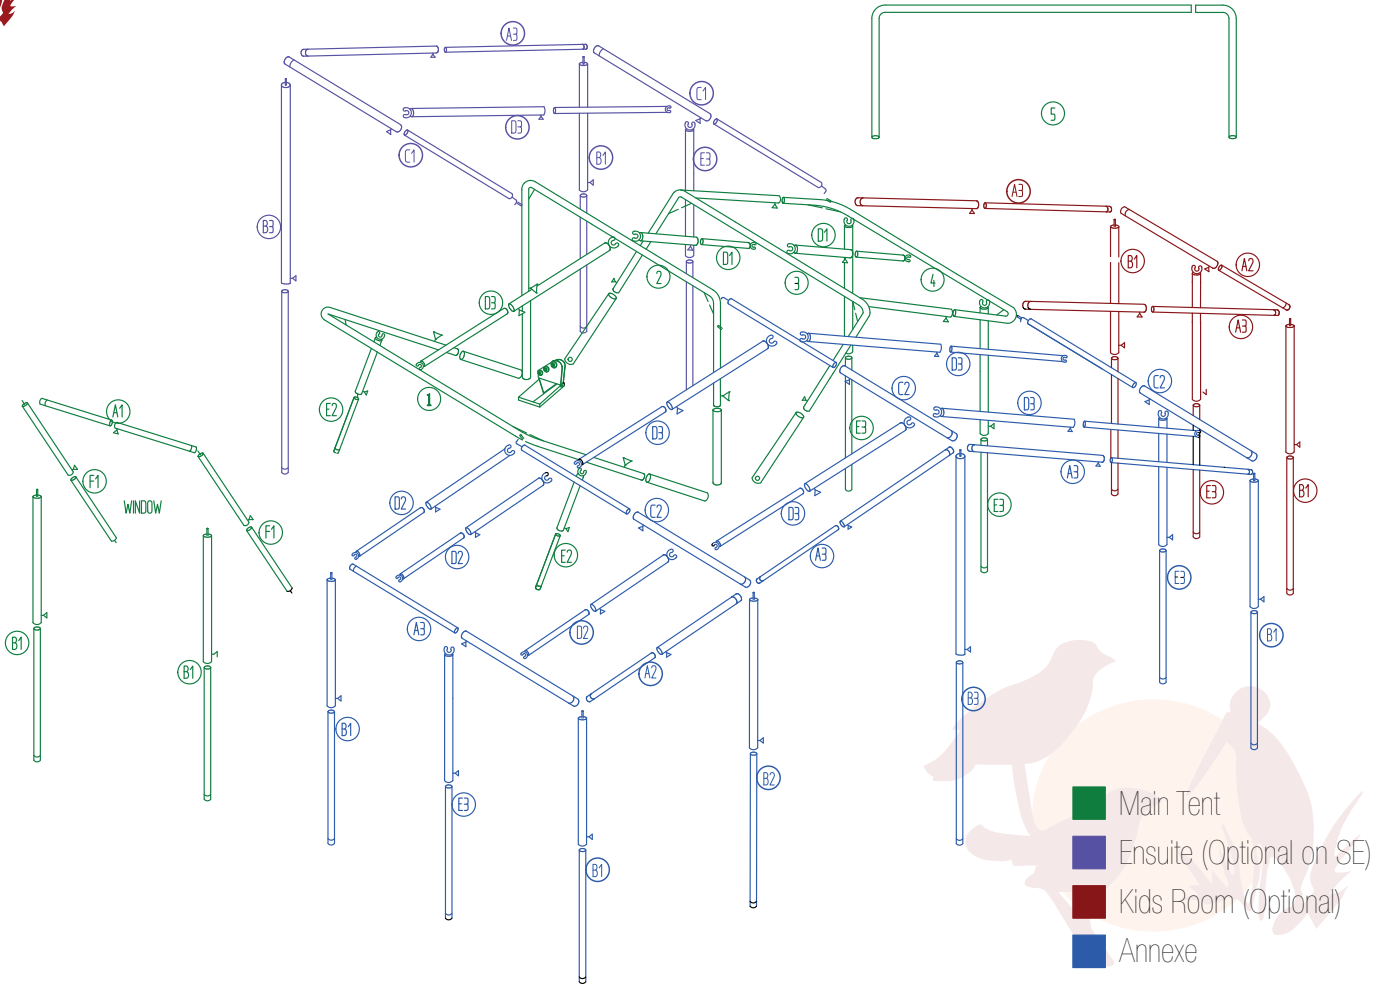 A3
C1
5
D3
C1
B1
E3
A3
B3
D1
D1
B1
A2
2
3
4
D3
A3
D3
C2
C2
E2
1
D3
D3
A1
E3
A3
F1
B1
E3
D2
WINDOW
C2
D3
E3
F1
D2
E2
A3
E3
A3
D2
B1
B1
B1
A2
B3
B1
B2
E3
B1
Main Tent
Ensuite (Optional on SE)
Kids Room (Optional)
Annexe